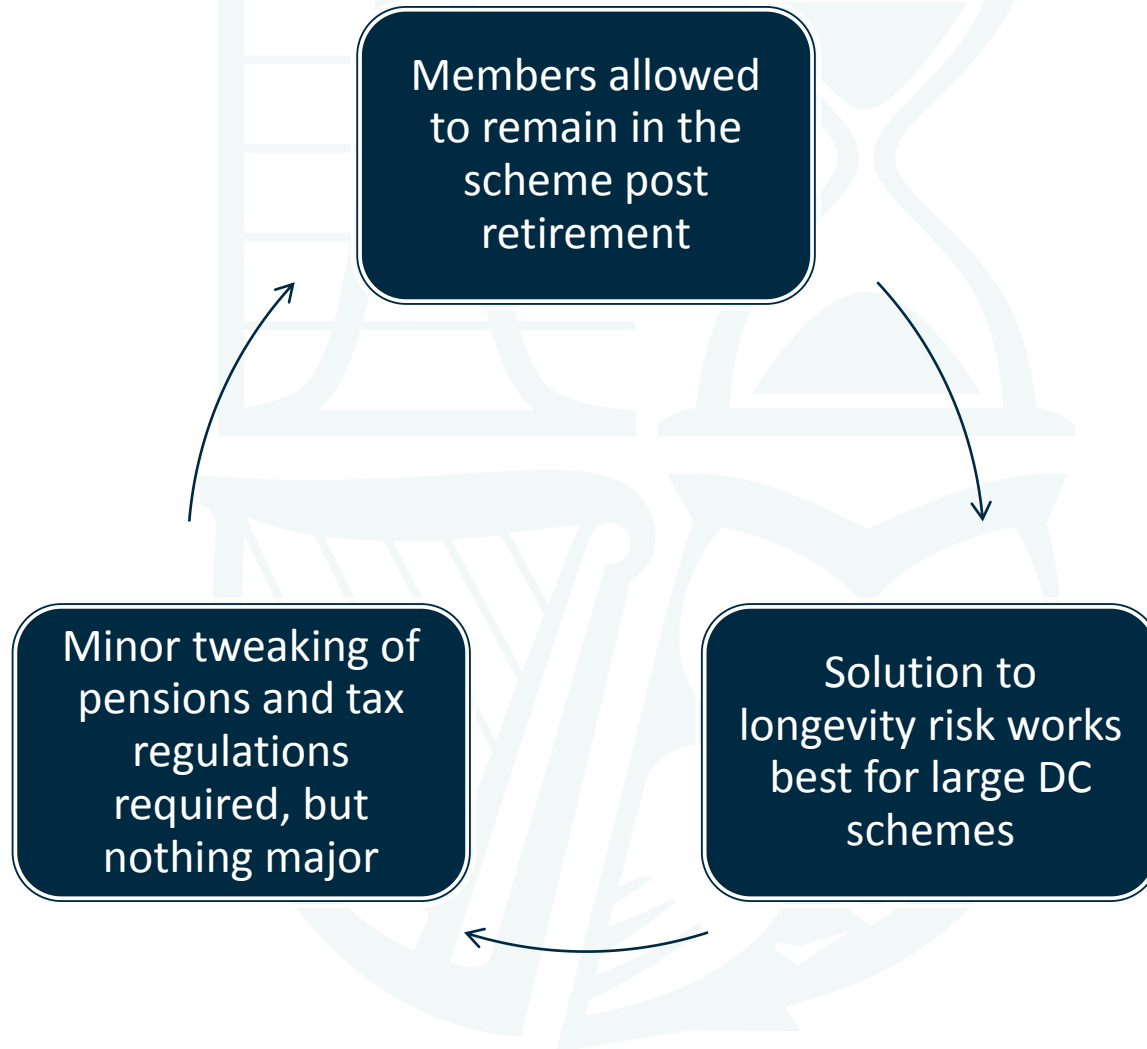 Members allowed
to remain in the
scheme post
retirement
Solution to
longevity risk works
best for large DC
schemes
Minor tweaking of
pensions and tax
regulations
required, but
nothing major